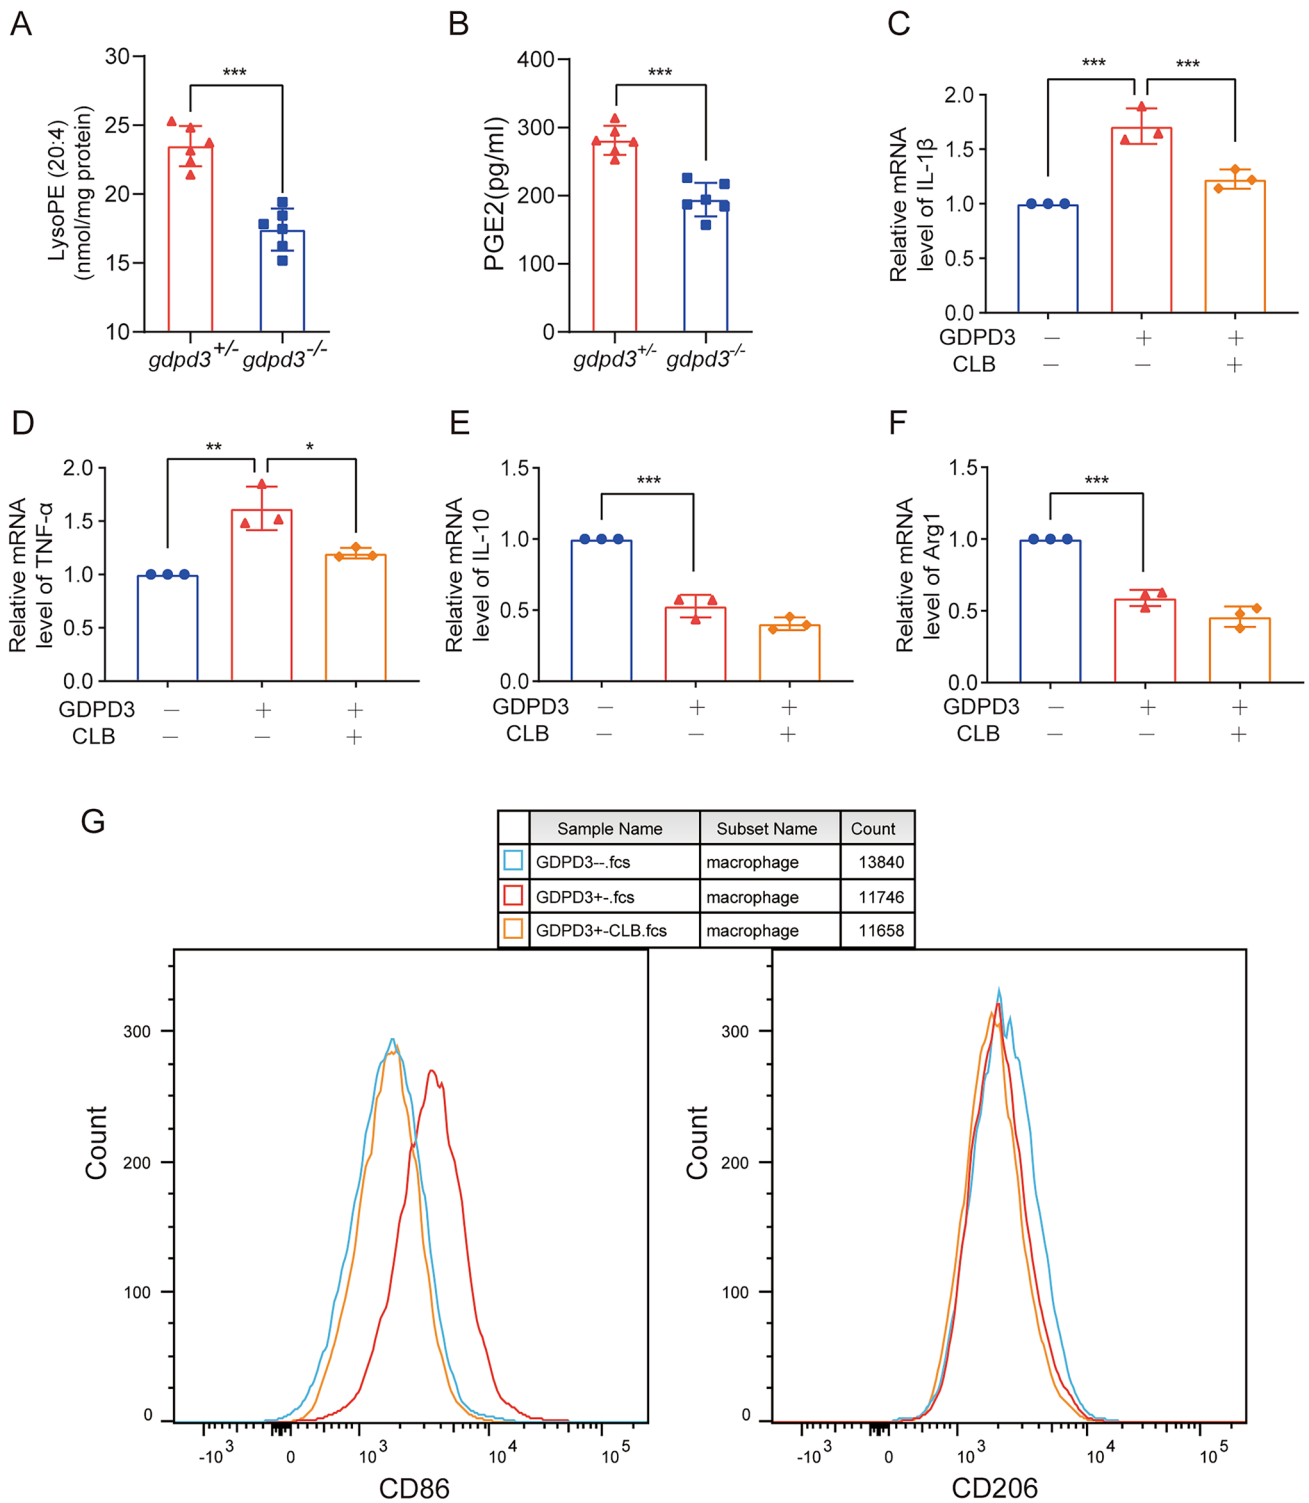 A
30
25
20
15
10
LysoPE (20:4)
(nmol/mg protein)
***
gdpd3+/-
gdpd3-/-
B
400
300
200
100
0
PGE2(pg/ml)
***
gdpd3+/-
gdpd3-/-
C
2.0
1.5
1.0
0.5
0.0
Relative mRNA
level of IL-1β
***
***
GDPD3 — + +
CLB — — +
D
2.0
1.5
1.0
0.5
0.0
Relative mRNA
level of TNF-α
**
*
GDPD3 — + +
CLB — — +
E
1.5
1.0
0.5
0.0
Relative mRNA
level of IL-10
***
GDPD3 — + +
CLB — — +
F
1.5
1.0
0.5
0.0
Relative mRNA
level of Arg1
***
GDPD3 — + +
CLB — — +
G
Sample Name Subset Name Count
GDPD3--.fcs macrophage 13840
GDPD3+-.fcs macrophage 11746
GDPD3+-CLB.fcs macrophage 11658
300
200
100
0
Count
-10³ 0 10³ 10⁴ 10⁵
CD86
300
200
100
0
Count
-10³ 0 10³ 10⁴ 10⁵
CD206